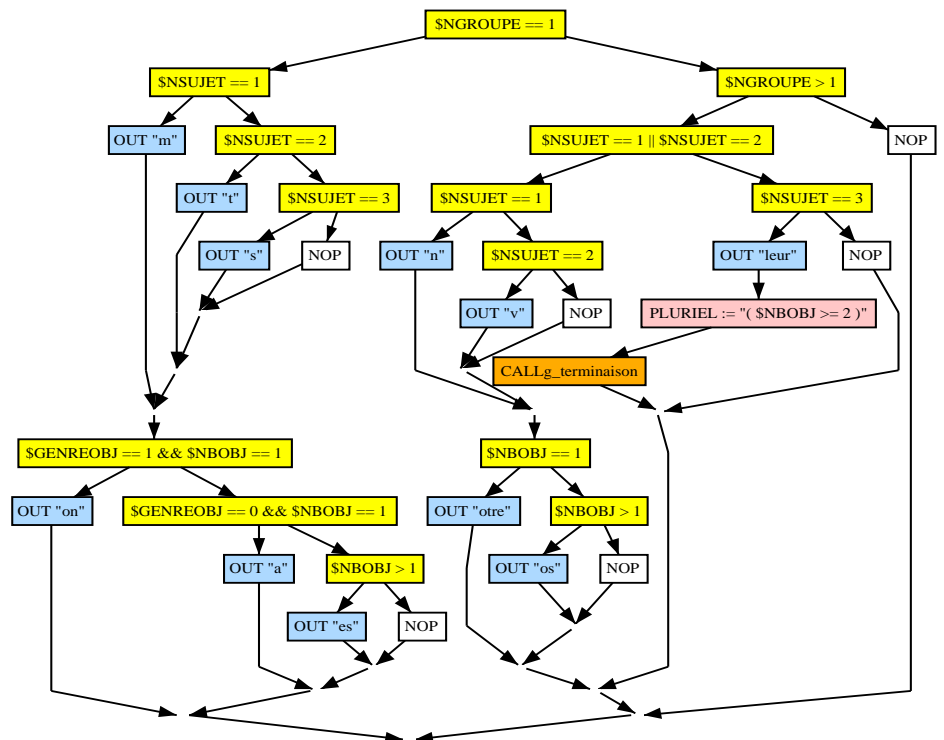 $NGROUPE == 1
$NSUJET == 1
$NGROUPE > 1
OUT "m"
$NSUJET == 2
$NSUJET == 1 || $NSUJET == 2
NOP
OUT "t"
$NSUJET == 3
$NSUJET == 1
$NSUJET == 3
OUT "s"
NOP
OUT "n"
$NSUJET == 2
OUT "leur"
NOP
OUT "v"
NOP
PLURIEL := "( $NBOBJ >= 2 )"
CALLg_terminaison
$GENREOBJ == 1 && $NBOBJ == 1
$NBOBJ == 1
OUT "on"
$GENREOBJ == 0 && $NBOBJ == 1
OUT "otre"
$NBOBJ > 1
OUT "a"
$NBOBJ > 1
OUT "os"
NOP
OUT "es"
NOP